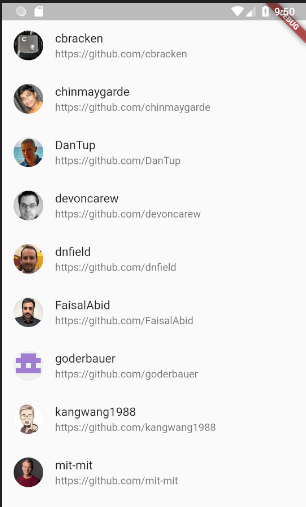 9:50
DEBUG
cbracken
https://github.com/cbracken
chinmaygarde
https://github.com/chinmaygarde
DanTup
https://github.com/DanTup
devoncarew
https://github.com/devoncarew
dnfield
https://github.com/dnfield
FaisalAbid
https://github.com/FaisalAbid
goderbauer
https://github.com/goderbauer
kangwang1988
https://github.com/kangwang1988
mit-mit
https://github.com/mit-mit